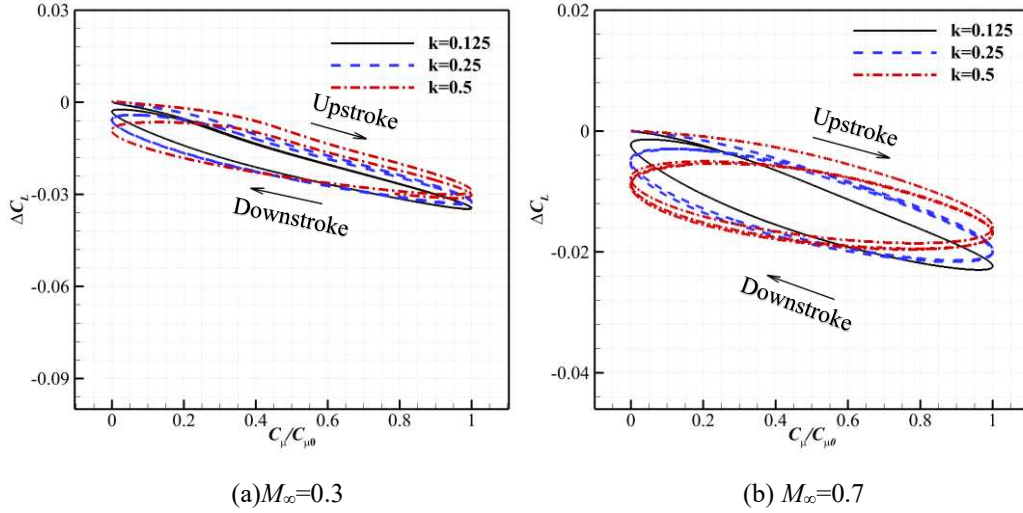 0.03
k=0.125
k=0.25
k=0.5
0
Upstroke
-0.03
ΔC_L
Downstroke
-0.06
-0.09
0 0.2 0.4 0.6 0.8 1
C_μ/C_μ0
(a)M∞=0.3
0.02
k=0.125
k=0.25
k=0.5
0
Upstroke
ΔC_L
-0.02
Downstroke
-0.04
0 0.2 0.4 0.6 0.8 1
C_μ/C_μ0
(b) M∞=0.7